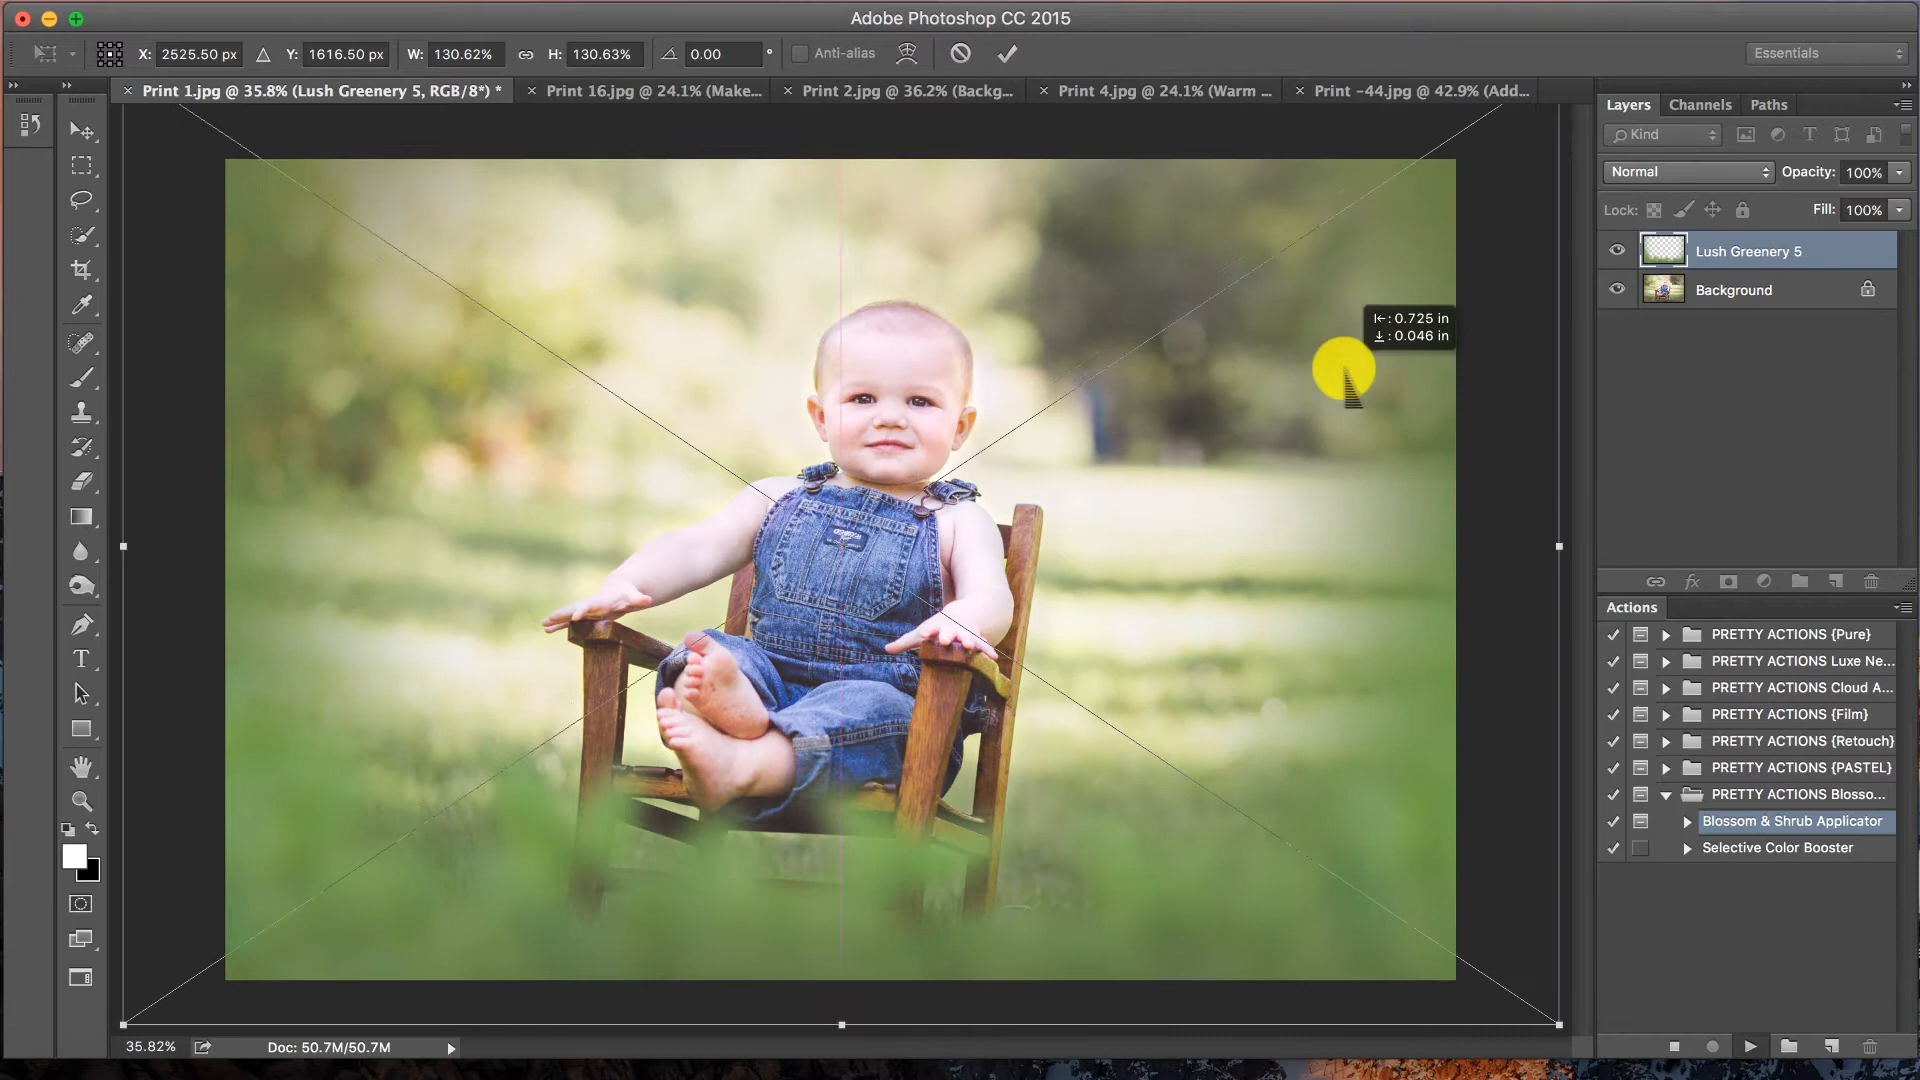 Adobe Photoshop CC 2015
X: 2525.50 px Y: 1616.50 px W: 130.62% H: 130.63% 0.00 ° Anti-alias Essentials
Print 1.jpg @ 35.8% (Lush Greenery 5, RGB/8*) * Print 16.jpg @ 24.1% (Make... Print 2.jpg @ 36.2% (Backg... Print 4.jpg @ 24.1% (Warm ... Print -44.jpg @ 42.9% (Add...
Layers Channels Paths
Kind
Normal Opacity: 100%
Lock: Fill: 100%
Lush Greenery 5
Background
: 0.725 in
: 0.046 in
fx
Actions
PRETTY ACTIONS {Pure}
PRETTY ACTIONS Luxe Ne...
PRETTY ACTIONS Cloud A...
PRETTY ACTIONS {Film}
PRETTY ACTIONS {Retouch}
PRETTY ACTIONS {PASTEL}
PRETTY ACTIONS Blosso...
Blossom & Shrub Applicator
Selective Color Booster
35.82% Doc: 50.7M/50.7M